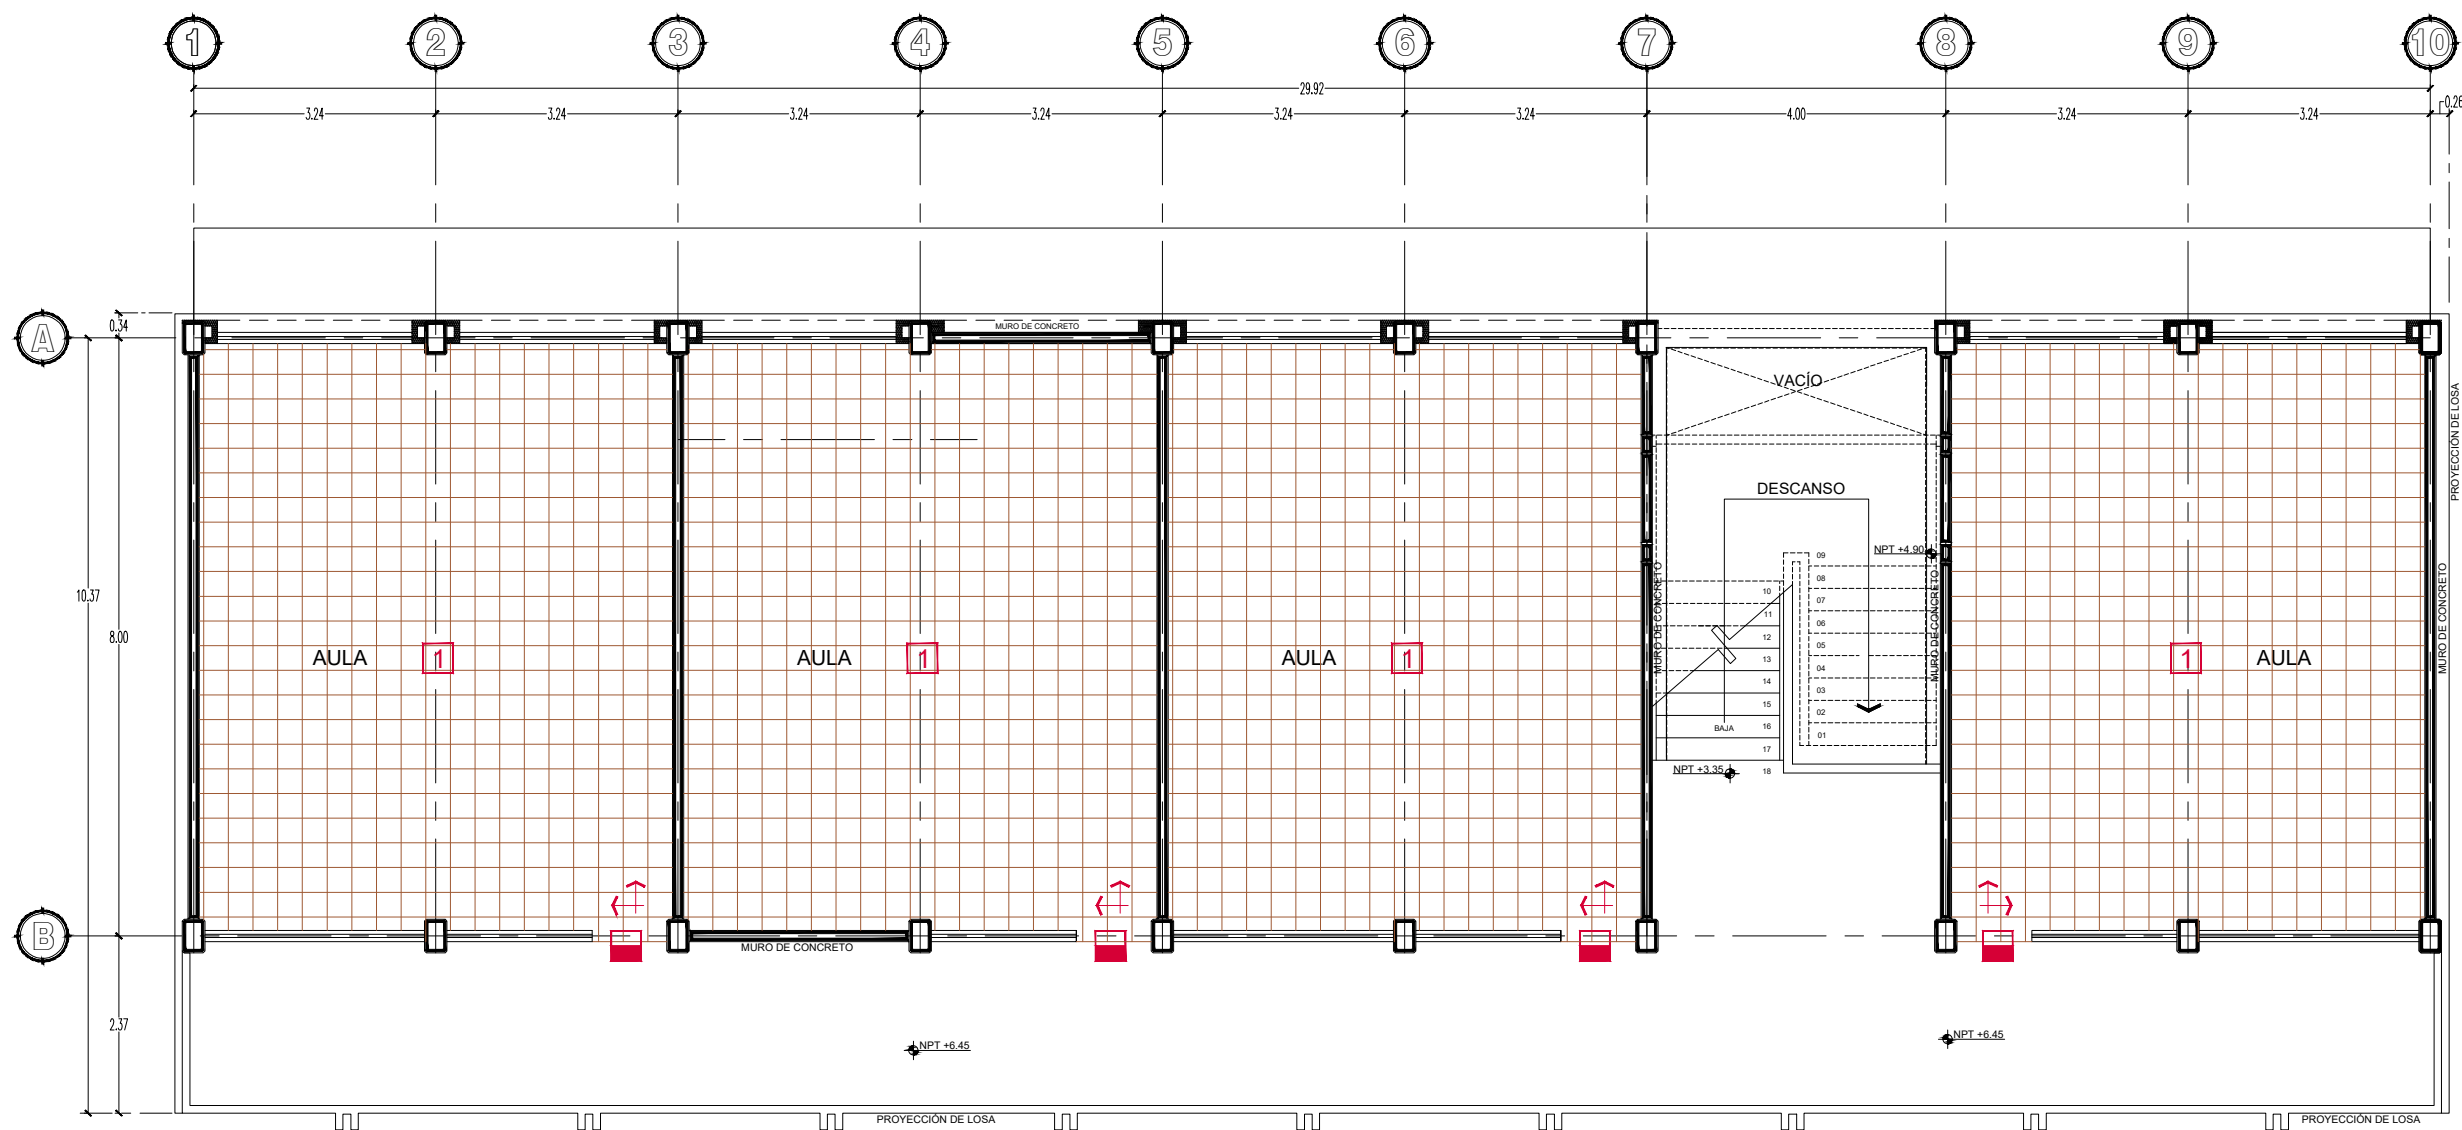 1 2 3 4 5 6 7 8 9 10
29.92
3.24 3.24 3.24 3.24 3.24 3.24 4.00 3.24 3.24 0.26
0.34
A
MURO DE CONCRETO
VACÍO
PROYECCIÓN DE LOSA
DESCANSO
NPT +4.90
09
08
07
06
05
04
03
02
01
10
11
12
13
14
15
16
17
18
BAJA
NPT +3.35
MURO DE CONCRETO
MURO DE CONCRETO
MURO DE CONCRETO
10.37
8.00
AULA 1 AULA 1 AULA 1 1 AULA
B
MURO DE CONCRETO
2.37
NPT +6.45
NPT +6.45
PROYECCIÓN DE LOSA
PROYECCIÓN DE LOSA